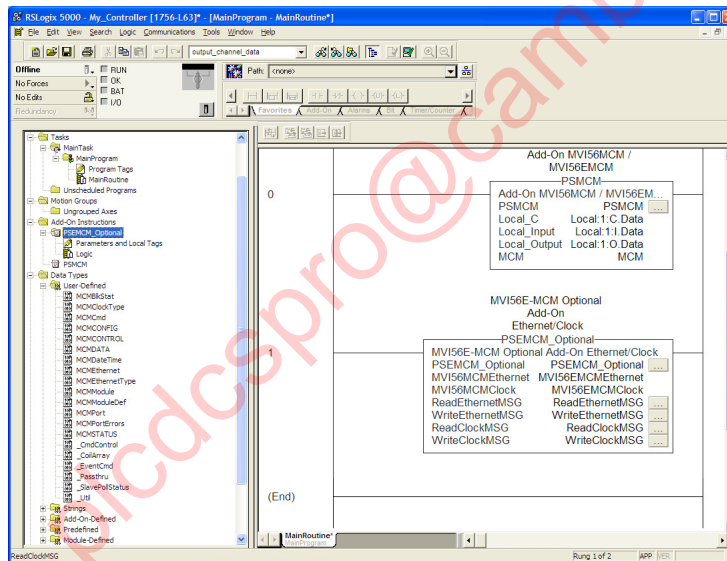 RSLogix 5000 - My_Controller [1756-L63]* - [MainProgram - MainRoutine*]
File Edit View Search Logic Communications Tools Window Help
output_channel_data
Offline
RUN
No Forces
OK
No Edits
BAT
Redundancy
I/O
Path: <none>
Favorites Add-On Alarms Bit Timer/Counter
Tasks
MainTask
MainProgram
Program Tags
MainRoutine
Unscheduled Programs
Motion Groups
Ungrouped Axes
Add-On Instructions
PSEMCM_Optional
Parameters and Local Tags
Logic
PSMCM
Data Types
User-Defined
MCMBlkStat
MCMClockType
MCMCmd
MCMCONFIG
MCMCONTROL
MCMDATA
MCMDateTime
MCMEthernet
MCMEthernetType
MCMModule
MCMModuleDef
MCMPort
MCMPortErrors
MCMSTATUS
_CmdControl
_CoilArray
_EventCmd
_Passthru
_SlavePollStatus
_Util
Strings
Add-On-Defined
Predefined
Module-Defined
0
Add-On MVI56MCM /
MVI56EMCM
PSMCM
Add-On MVI56MCM / MVI56EM...
PSMCM PSMCM ...
Local_C Local:1:C.Data
Local_Input Local:1:I.Data
Local_Output Local:1:O.Data
MCM MCM
1
MVI56E-MCM Optional
Add-On
Ethernet/Clock
PSEMCM_Optional
MVI56E-MCM Optional Add-On Ethernet/Clock
PSEMCM_Optional PSEMCM_Optional ...
MVI56MCMEthernet MVI56EMCMEthernet
MVI56MCMClock MVI56EMCMClock
ReadEthernetMSG ReadEthernetMSG ...
WriteEthernetMSG WriteEthernetMSG ...
ReadClockMSG ReadClockMSG ...
WriteClockMSG WriteClockMSG ...
(End)
MainRoutine*
MainProgram
ReadClockMSG
Rung 1 of 2 APP VER